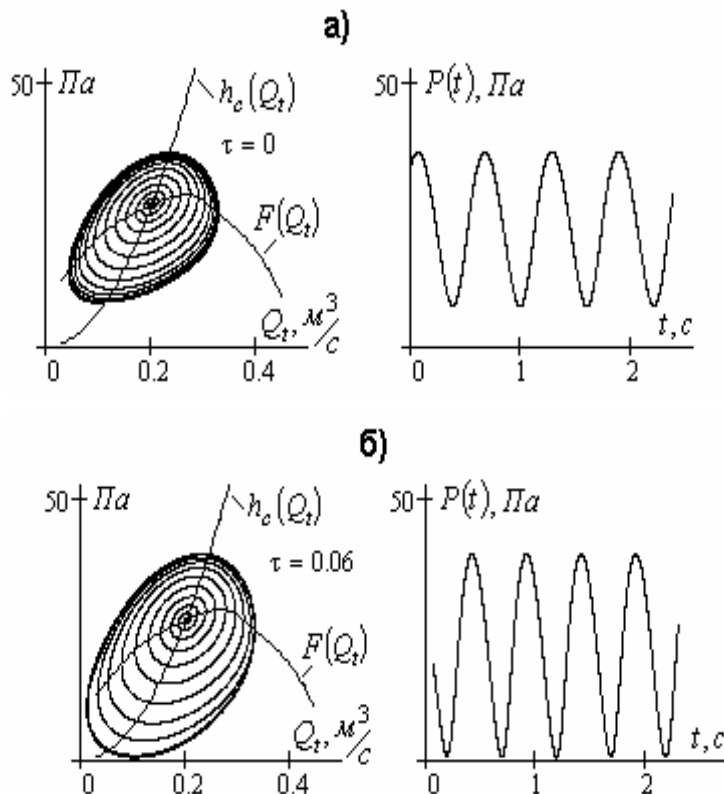 а)
50 Па
h_c(Q_t)
τ = 0
F(Q_t)
Q_t, м³/с
0 0.2 0.4
50 P(t), Па
t, с
0 1 2
б)
50 Па
h_c(Q_t)
τ = 0.06
F(Q_t)
Q_t, м³/с
0 0.2 0.4
50 P(t), Па
t, с
0 1 2